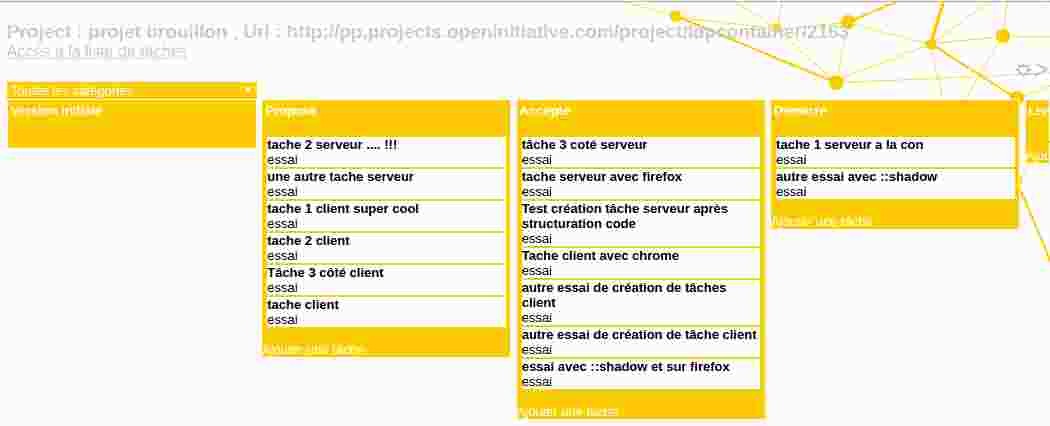 Project : projet brouillon , Url : http://pp.projects.openinitiative.com/project/ldpcontainer/2163
Accès à la liste de tâches
Toutes les catégories
Version initiale
Propose
tache 2 serveur .... !!!
essai
une autre tache serveur
essai
tache 1 client super cool
essai
tache 2 client
essai
Tâche 3 côté client
essai
tache client
essai
Ajouter une tâche
Accepte
tâche 3 coté serveur
essai
tache serveur avec firefox
essai
Test création tâche serveur après
structuration code
essai
Tache client avec chrome
essai
autre essai de création de tâches
client
essai
autre essai de création de tâche client
essai
essai avec ::shadow et sur firefox
essai
Ajouter une tâche
Demarre
tache 1 serveur a la con
essai
autre essai avec ::shadow
essai
Ajouter une tâche